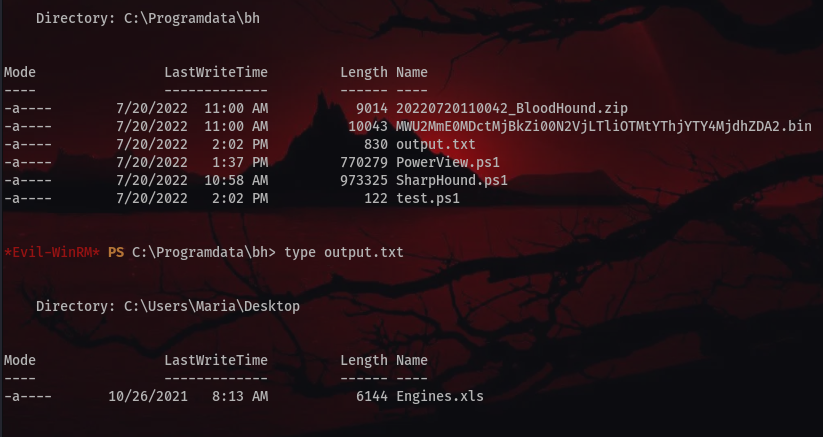 Directory: C:\Programdata\bh
Mode LastWriteTime Length Name
---- ------------- ------ ----
-a---- 7/20/2022 11:00 AM 9014 20220720110042_BloodHound.zip
-a---- 7/20/2022 11:00 AM 10043 MWU2MmE0MDctMjBkZi00N2VjLTliOTMtYThjYTY4MjdhZDA2.bin
-a---- 7/20/2022 2:02 PM 830 output.txt
-a---- 7/20/2022 1:37 PM 770279 PowerView.ps1
-a---- 7/20/2022 10:58 AM 973325 SharpHound.ps1
-a---- 7/20/2022 2:02 PM 122 test.ps1
*Evil-WinRM* PS C:\Programdata\bh> type output.txt
Directory: C:\Users\Maria\Desktop
Mode LastWriteTime Length Name
---- ------------- ------ ----
-a---- 10/26/2021 8:13 AM 6144 Engines.xls